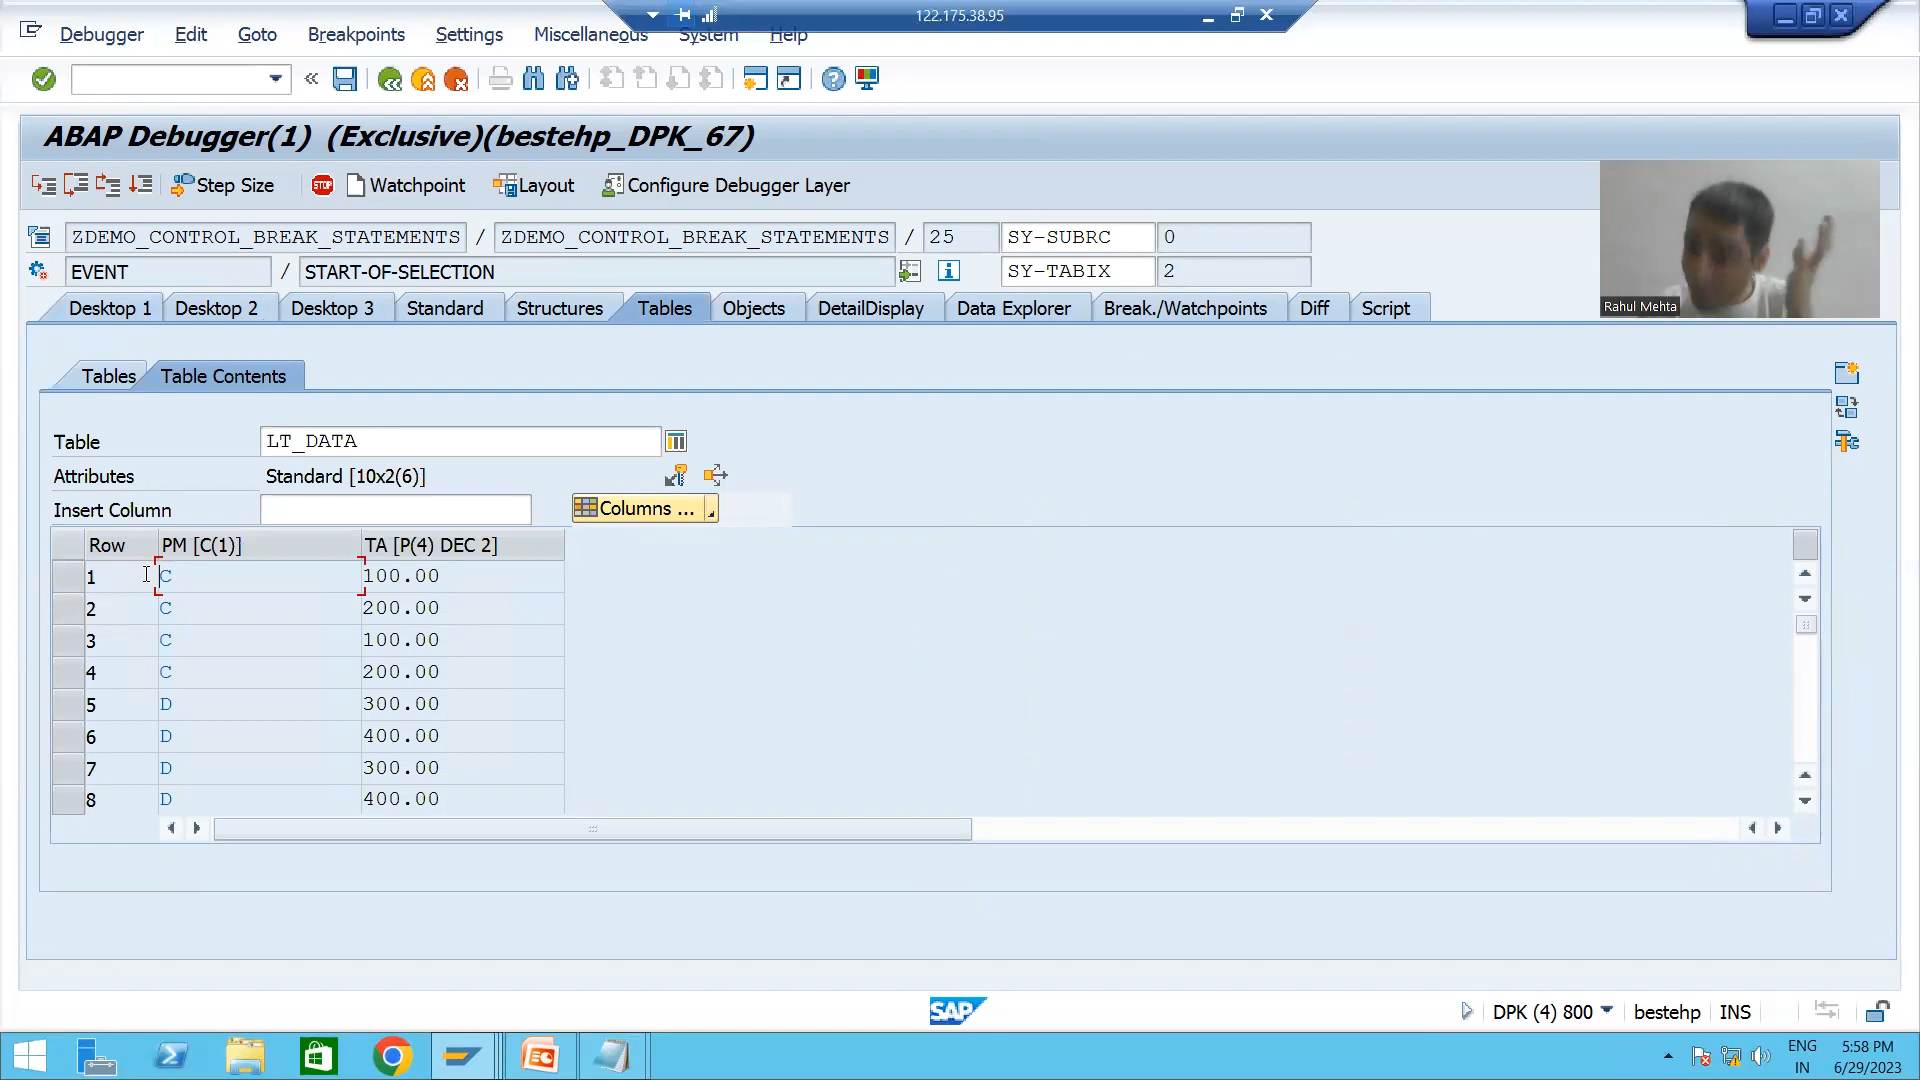 122.175.38.95
Debugger Edit Goto Breakpoints Settings Miscellaneous System Help
ABAP Debugger(1) (Exclusive)(bestehp_DPK_67)
Step Size STOP Watchpoint Layout Configure Debugger Layer
ZDEMO_CONTROL_BREAK_STATEMENTS / ZDEMO_CONTROL_BREAK_STATEMENTS / 25 SY-SUBRC 0
EVENT / START-OF-SELECTION SY-TABIX 2
Rahul Mehta
Desktop 1 Desktop 2 Desktop 3 Standard Structures Tables Objects DetailDisplay Data Explorer Break./Watchpoints Diff Script
Tables Table Contents
Table LT_DATA
Attributes Standard [10x2(6)]
Insert Column Columns ...
Row PM [C(1)] TA [P(4) DEC 2]
1 C 100.00
2 C 200.00
3 C 100.00
4 C 200.00
5 D 300.00
6 D 400.00
7 D 300.00
8 D 400.00
SAP DPK (4) 800 bestehp INS
ENG 5:58 PM
IN 6/29/2023